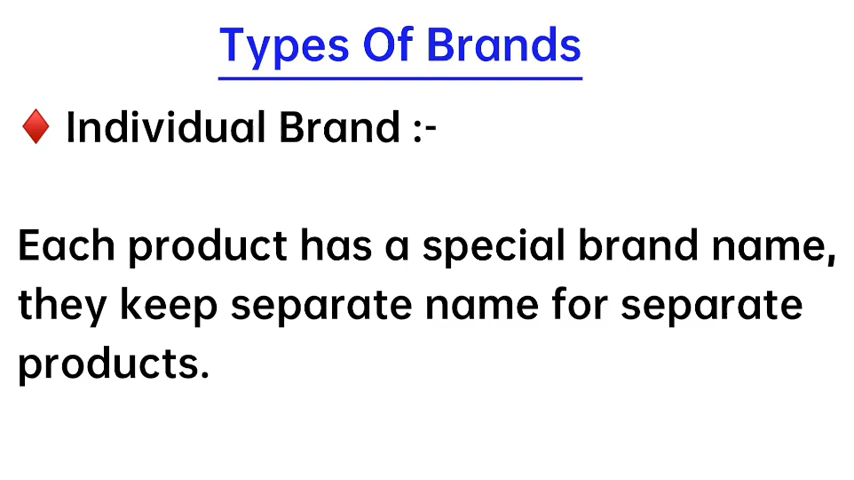 Types Of Brands
Individual Brand :-
Each product has a special brand name,
they keep separate name for separate
products.